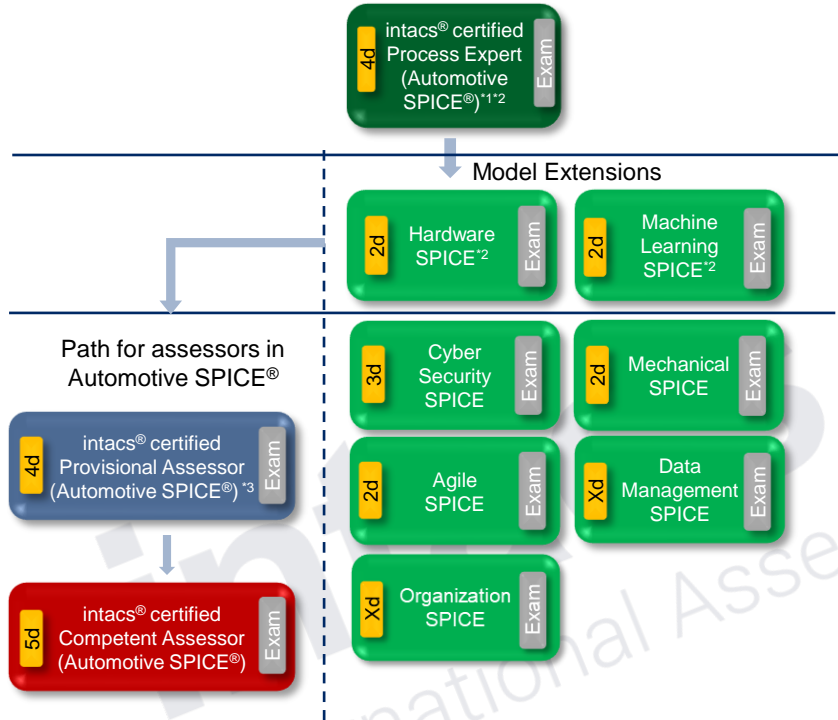 4d
intacs® certified
Process Expert
(Automotive
SPICE®)*1*2
Exam
Model Extensions
2d
Hardware
SPICE*2
Exam
2d
Machine
Learning
SPICE*2
Exam
Path for assessors in
Automotive SPICE®
3d
Cyber
Security
SPICE
Exam
2d
Mechanical
SPICE
Exam
4d
intacs® certified
Provisional Assessor
(Automotive SPICE®) *3
Exam
2d
Agile
SPICE
Exam
Xd
Data
Management
SPICE
Exam
5d
intacs® certified
Competent Assessor
(Automotive SPICE®)
Exam
Xd
Organization
SPICE
Exam